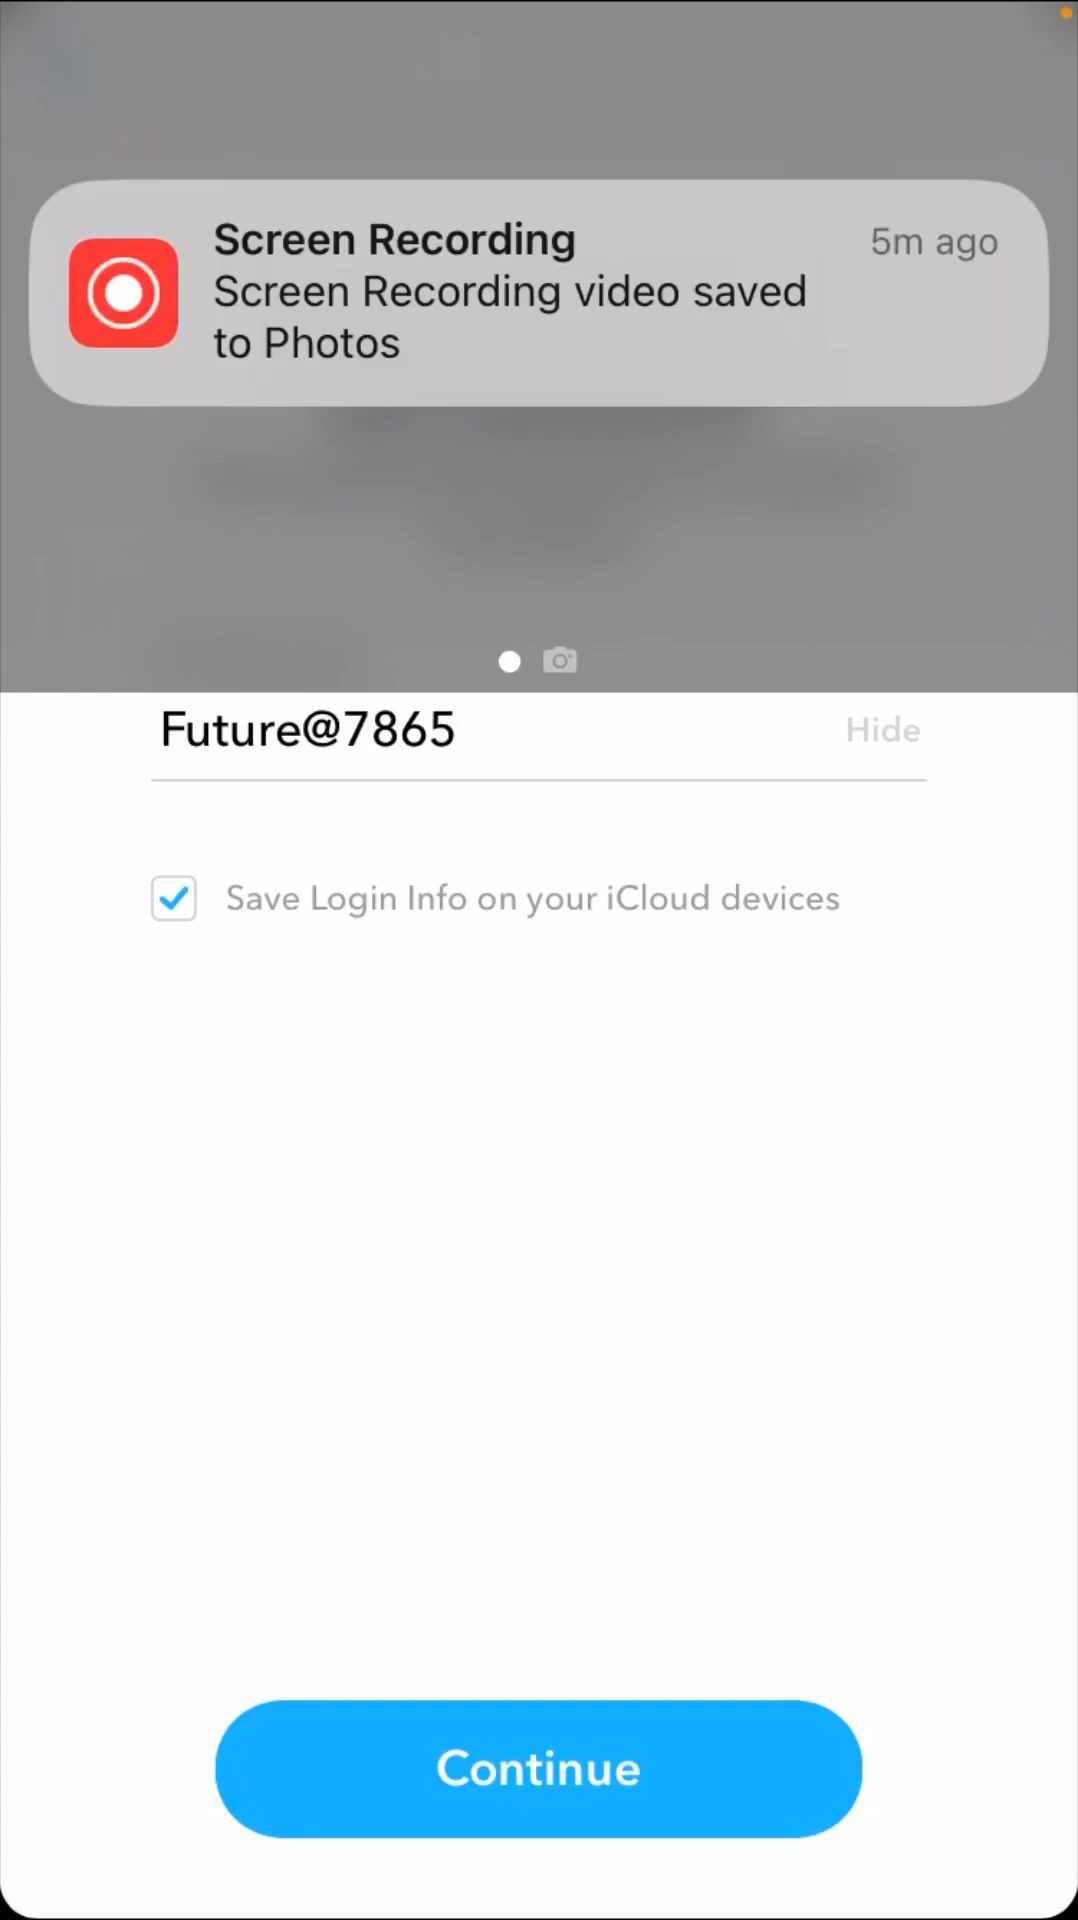 Screen Recording
5m ago
Screen Recording video saved
to Photos
Future@7865
Hide
Save Login Info on your iCloud devices
Continue